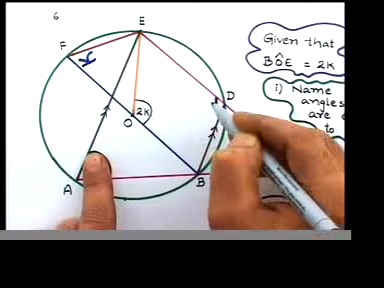 6
E
F
Given that
BÔE = 2K
D
i) Name
angles
2K
O
are
to
A
B